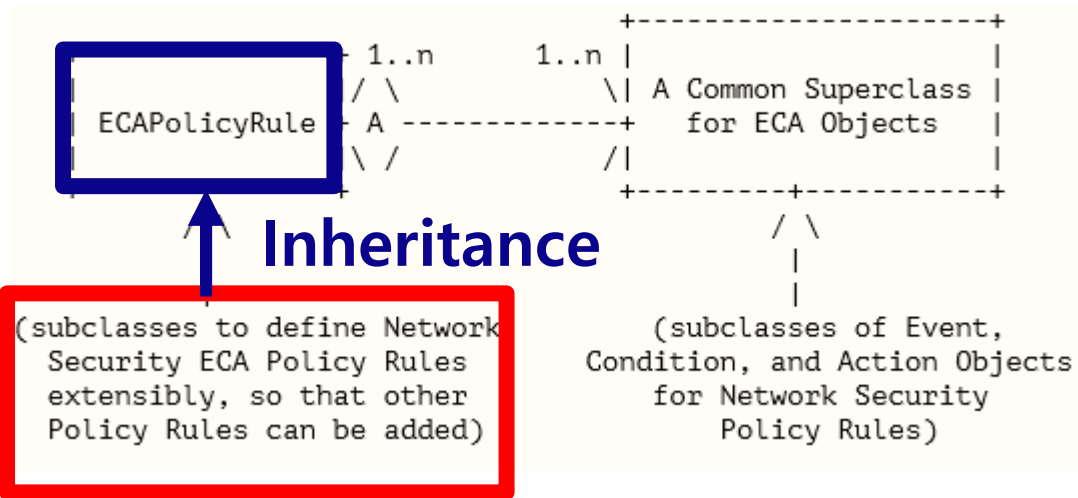 1..n 1..n
A Common Superclass
ECAPolicyRule A for ECA Objects
Inheritance
(subclasses to define Network (subclasses of Event,
Security ECA Policy Rules Condition, and Action Objects
extensibly, so that other for Network Security
Policy Rules can be added) Policy Rules)